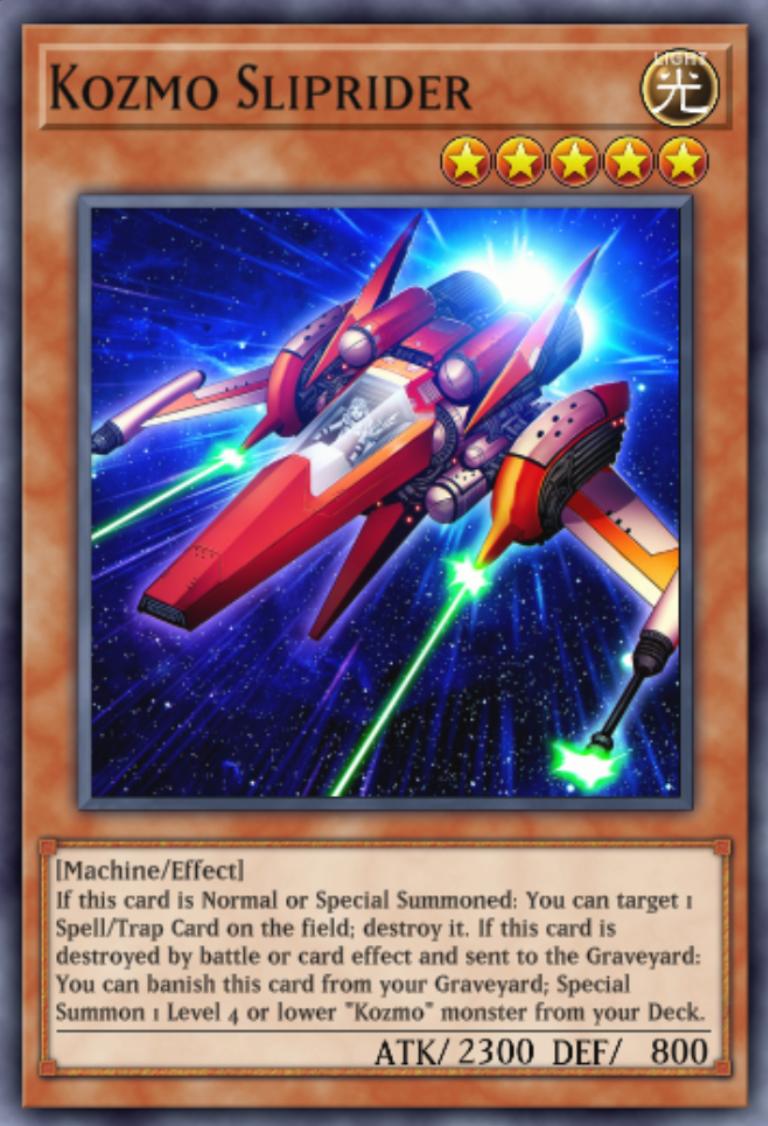 Kozmo Sliprider
LIGHT
光
[Machine/Effect]
If this card is Normal or Special Summoned: You can target 1
Spell/Trap Card on the field; destroy it. If this card is
destroyed by battle or card effect and sent to the Graveyard:
You can banish this card from your Graveyard; Special
Summon 1 Level 4 or lower "Kozmo" monster from your Deck.
ATK/ 2300 DEF/ 800